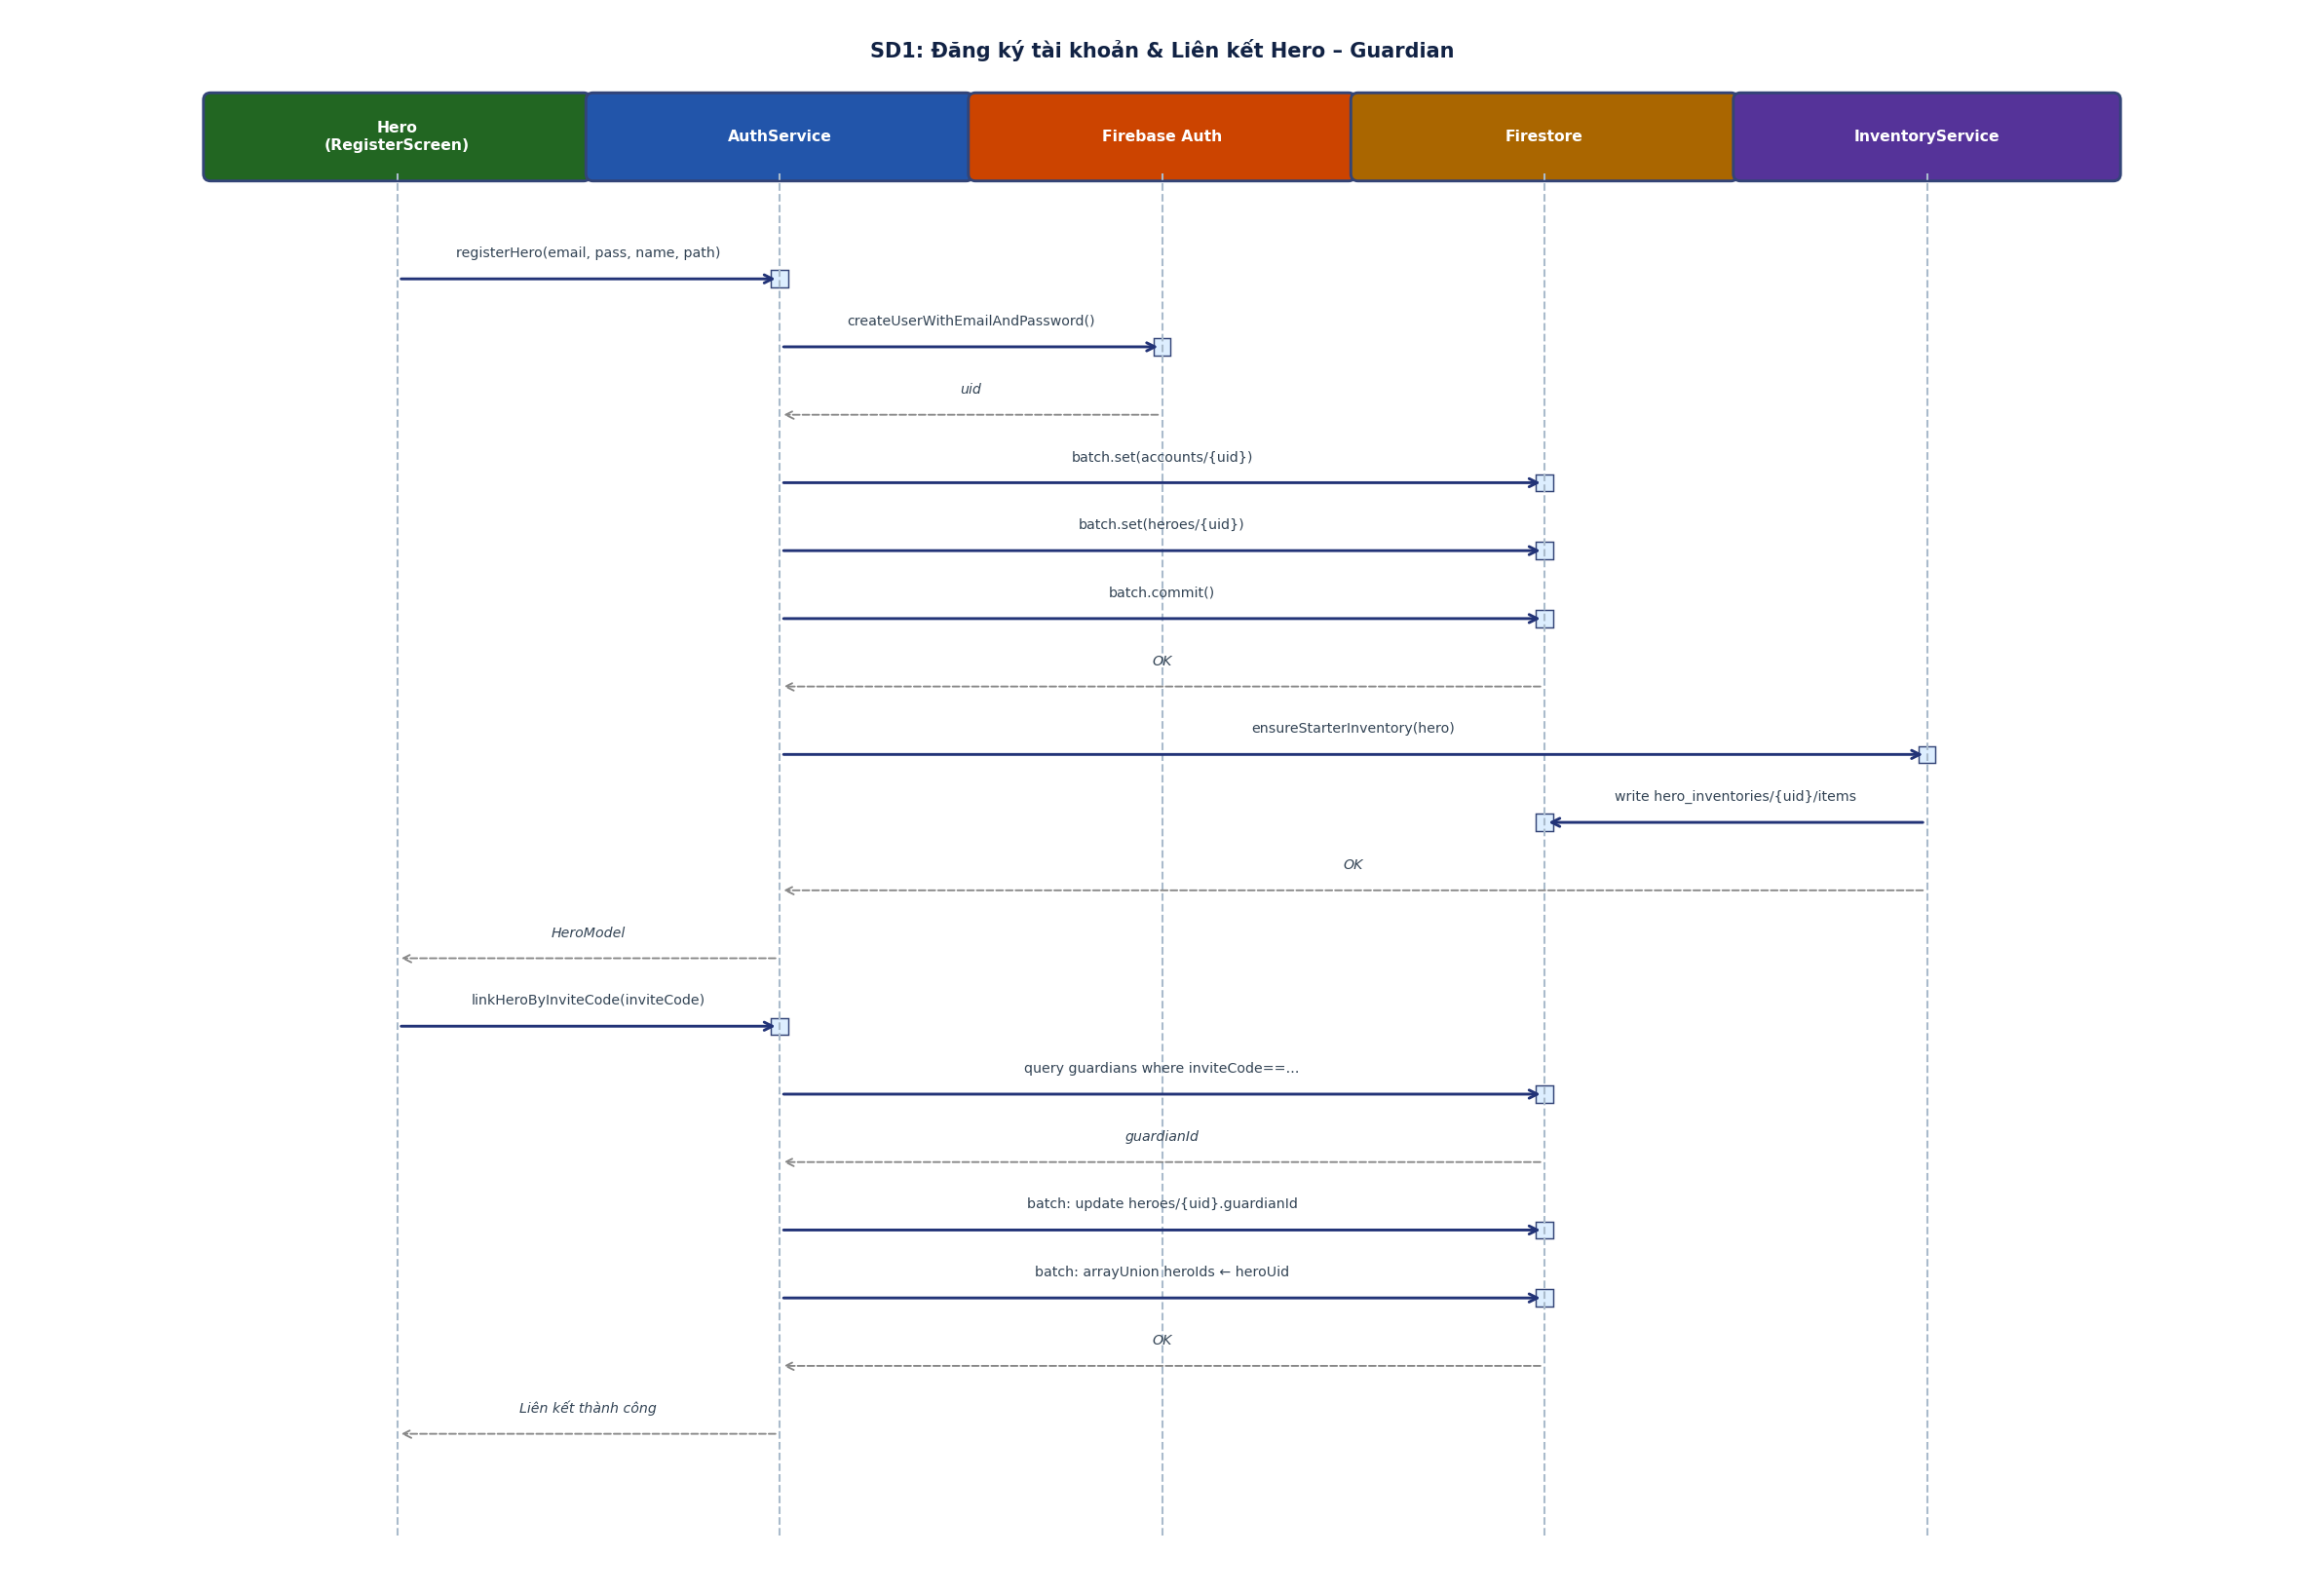 SD1: Đăng ký tài khoản & Liên kết Hero – Guardian
Hero
(RegisterScreen)
AuthService
Firebase Auth
Firestore
InventoryService
registerHero(email, pass, name, path)
createUserWithEmailAndPassword()
uid
batch.set(accounts/{uid})
batch.set(heroes/{uid})
batch.commit()
OK
ensureStarterInventory(hero)
write hero_inventories/{uid}/items
OK
HeroModel
linkHeroByInviteCode(inviteCode)
query guardians where inviteCode==...
guardianId
batch: update heroes/{uid}.guardianId
batch: arrayUnion heroIds ← heroUid
OK
Liên kết thành công